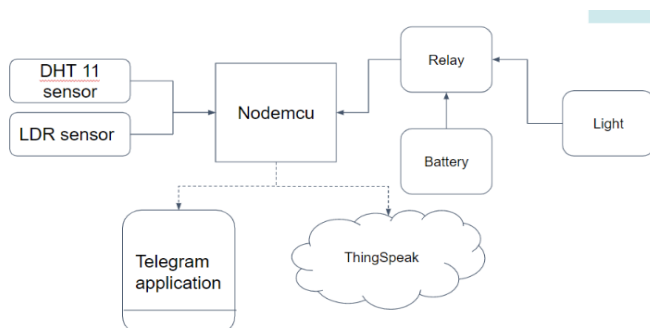 DHT 11
sensor
LDR sensor
Nodemcu
Relay
Battery
Light
Telegram
application
ThingSpeak